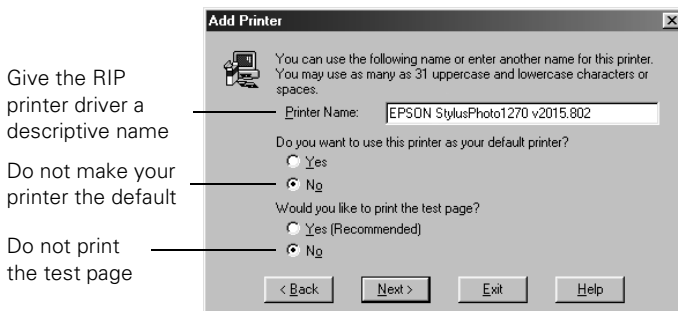 Add Printer
You can use the following name or enter another name for this printer.
You may use as many as 31 uppercase and lowercase characters or
spaces.
Give the RIP
printer driver a
descriptive name
Printer Name: EPSON StylusPhoto1270 v2015.802
Do you want to use this printer as your default printer?
Yes
Do not make your
printer the default
No
Would you like to print the test page?
Yes (Recommended)
Do not print
the test page
No
< Back Next > Exit Help